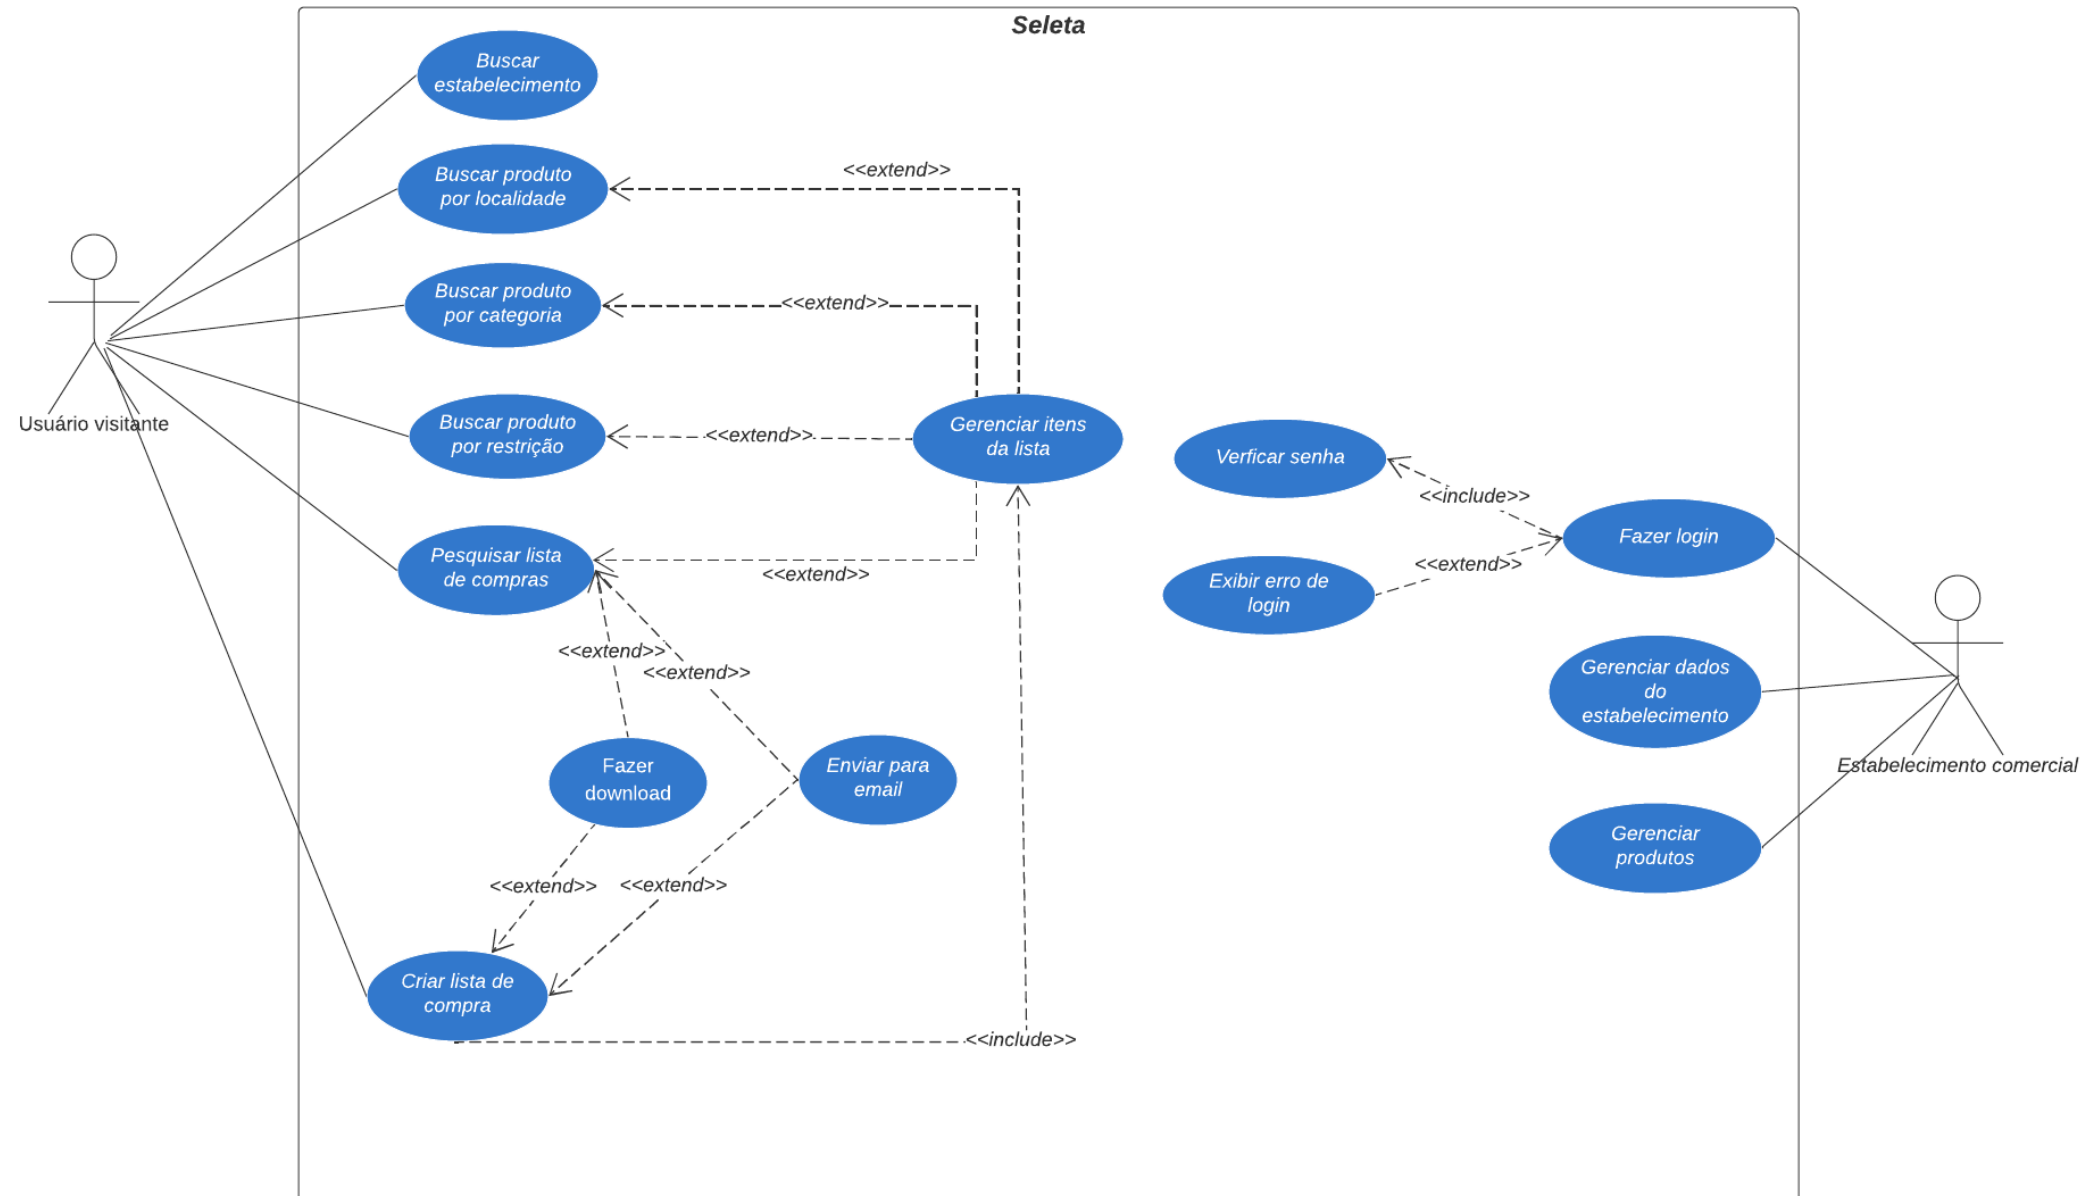 Seleta
Buscar
estabelecimento
Buscar produto
por localidade
<<extend>>
Buscar produto
por categoria
<<extend>>
Usuário visitante
Buscar produto
por restrição
<<extend>>
Gerenciar itens
da lista
Verficar senha
<<include>>
Fazer login
<<extend>>
Exibir erro de
login
Pesquisar lista
de compras
<<extend>>
<<extend>>
<<extend>>
Gerenciar dados
do
estabelecimento
Estabelecimento comercial
Fazer
download
Enviar para
email
Gerenciar
produtos
<<extend>>
<<extend>>
Criar lista de
compra
<<include>>